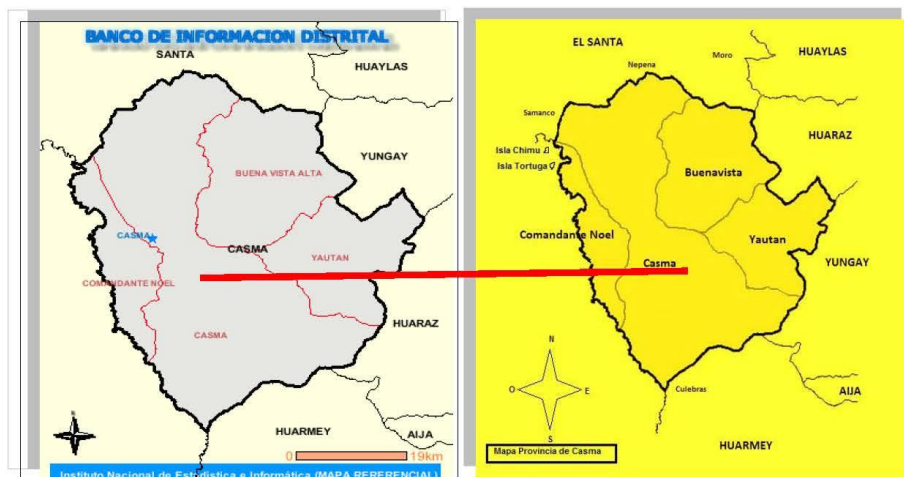 BANCO DE INFORMACION DISTRITAL
SANTA
HUAYLAS
YUNGAY
BUENA VISTA ALTA
CASMA
CASMA
YAUTAN
COMANDANTE NOEL
CASMA
HUARAZ
HUARMEY
AIJA
0 19km
Instituto Nacional de Estadistica e Informática (MAPA REFERENCIAL)
EL SANTA
Nepena
Moro
HUAYLAS
Samanco
HUARAZ
Isla Chimu
Isla Tortuga
Buenavista
Comandante Noel
Yautan
Casma
YUNGAY
N
O E
S
Culebras
AIJA
HUARMEY
Mapa Provincia de Casma